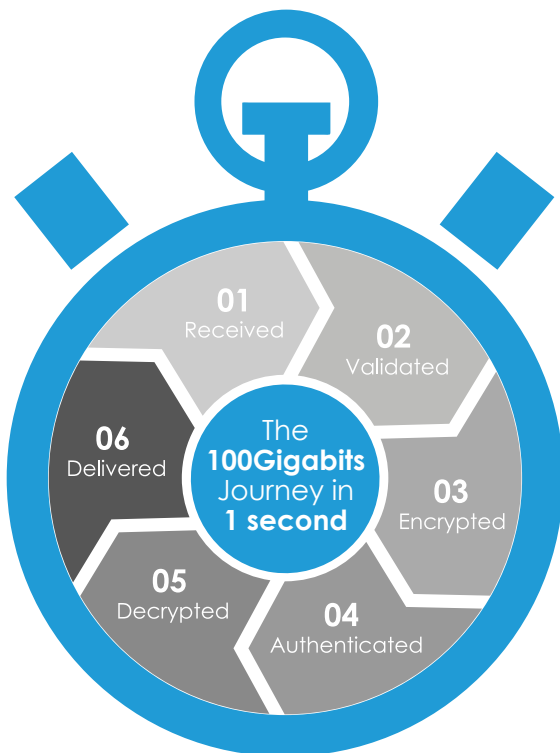 01
Received
02
Validated
03
Encrypted
04
Authenticated
05
Decrypted
06
Delivered
The
100Gigabits
Journey in
1 second